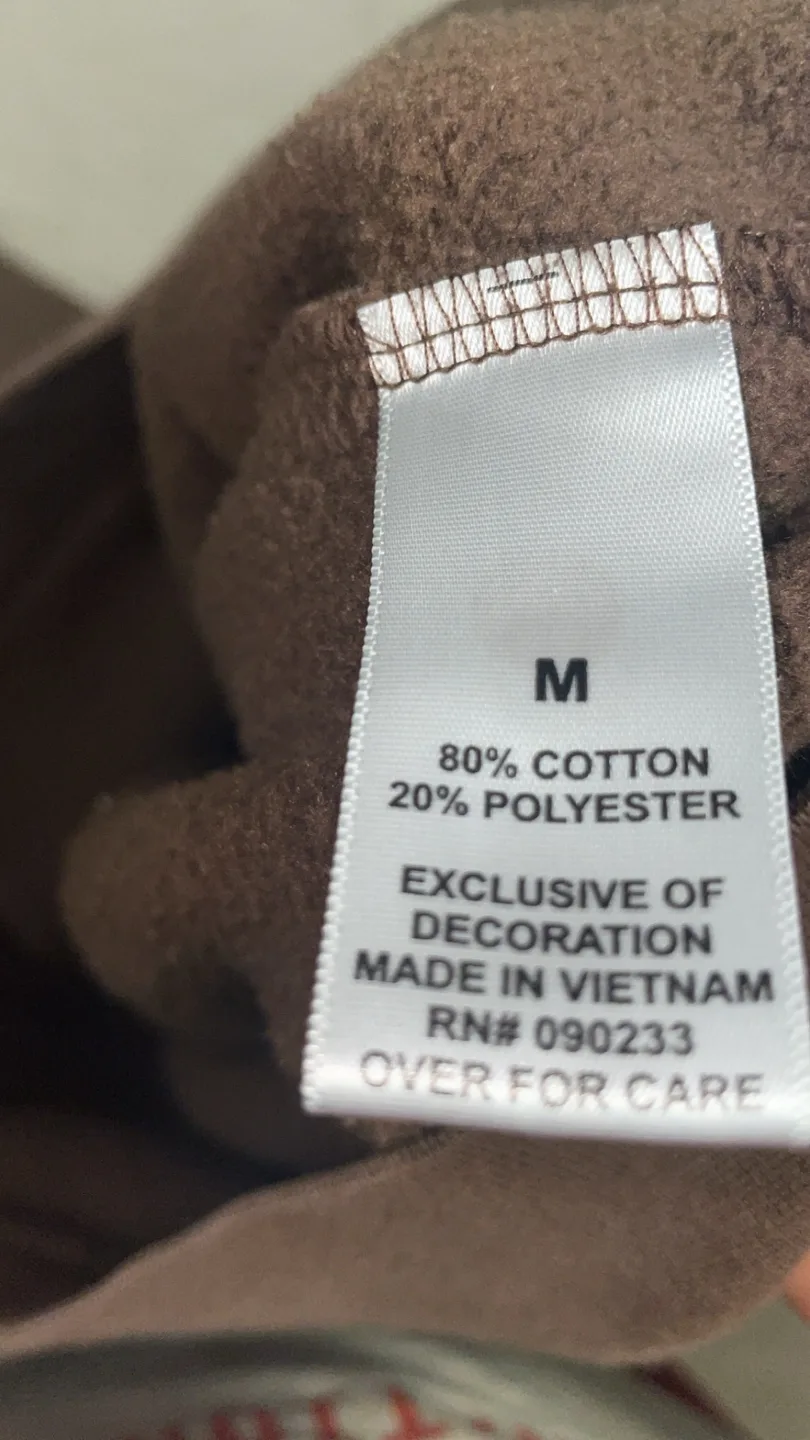 M
80% COTTON
20% POLYESTER
EXCLUSIVE OF
DECORATION
MADE IN VIETNAM
RN# 090233
OVER FOR CARE